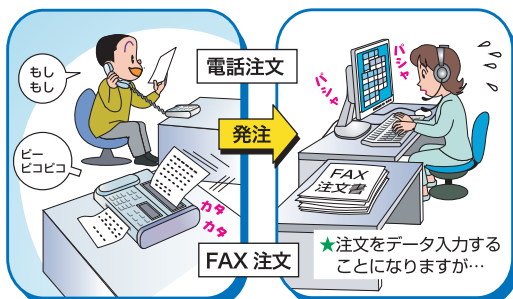 もし
もし
電話注文
ピー
ピコピコ
カタ
カタ
発注
FAX 注文
バシャ
バシャ
FAX
注文書
★注文をデータ入力する
ことになりますが…